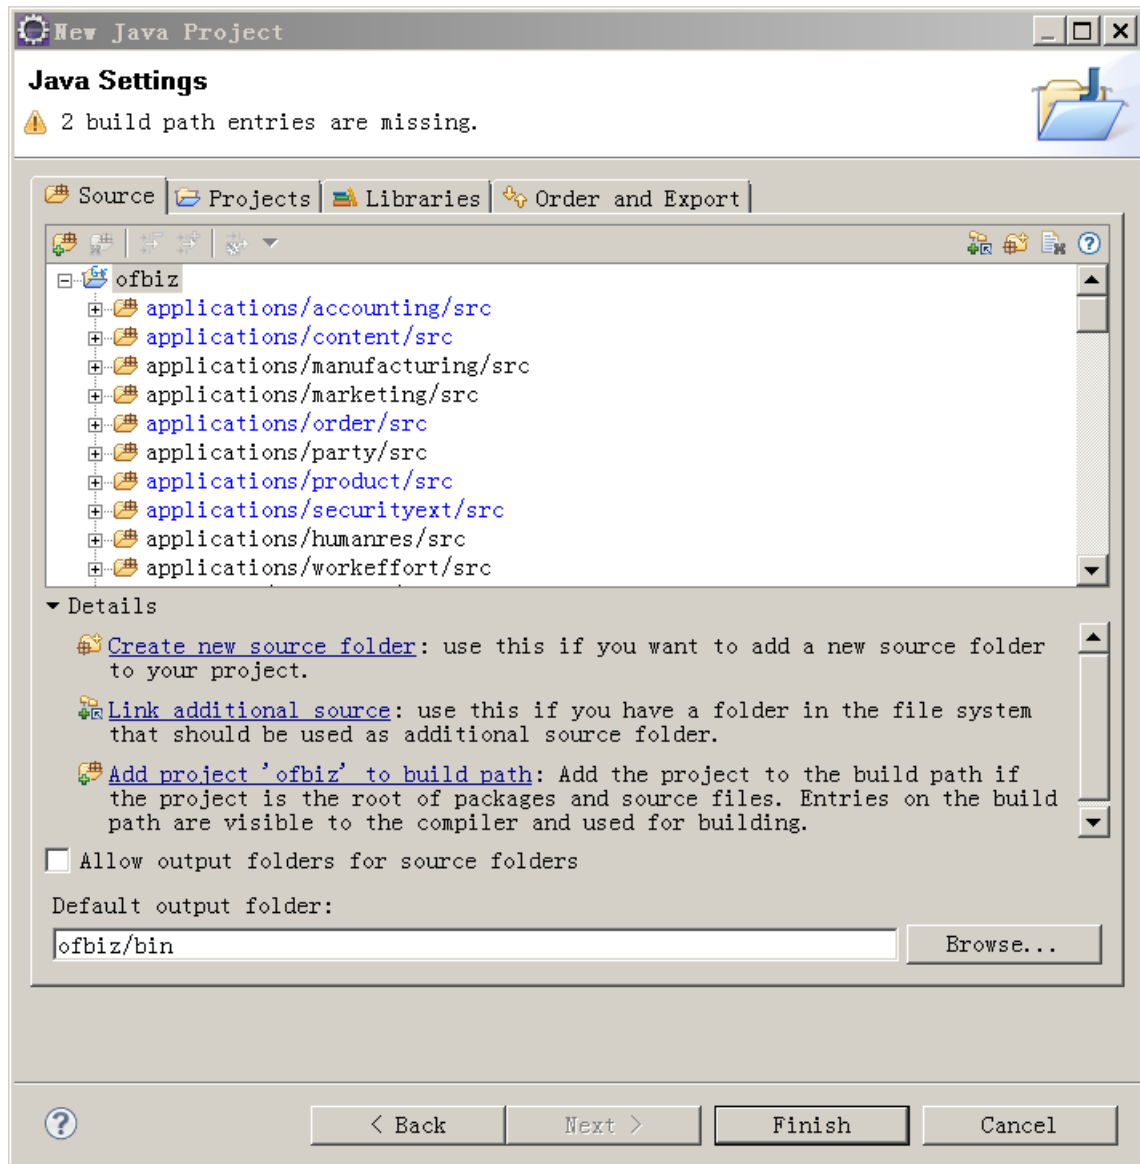 New Java Project
Java Settings
2 build path entries are missing.
Source Projects Libraries Order and Export
ofbiz
applications/accounting/src
applications/content/src
applications/manufacturing/src
applications/marketing/src
applications/order/src
applications/party/src
applications/product/src
applications/securityext/src
applications/humanres/src
applications/workeffort/src
Details
Create new source folder: use this if you want to add a new source folder
to your project.
Link additional source: use this if you have a folder in the file system
that should be used as additional source folder.
Add project 'ofbiz' to build path: Add the project to the build path if
the project is the root of packages and source files. Entries on the build
path are visible to the compiler and used for building.
Allow output folders for source folders
Default output folder:
ofbiz/bin Browse...
< Back Next > Finish Cancel